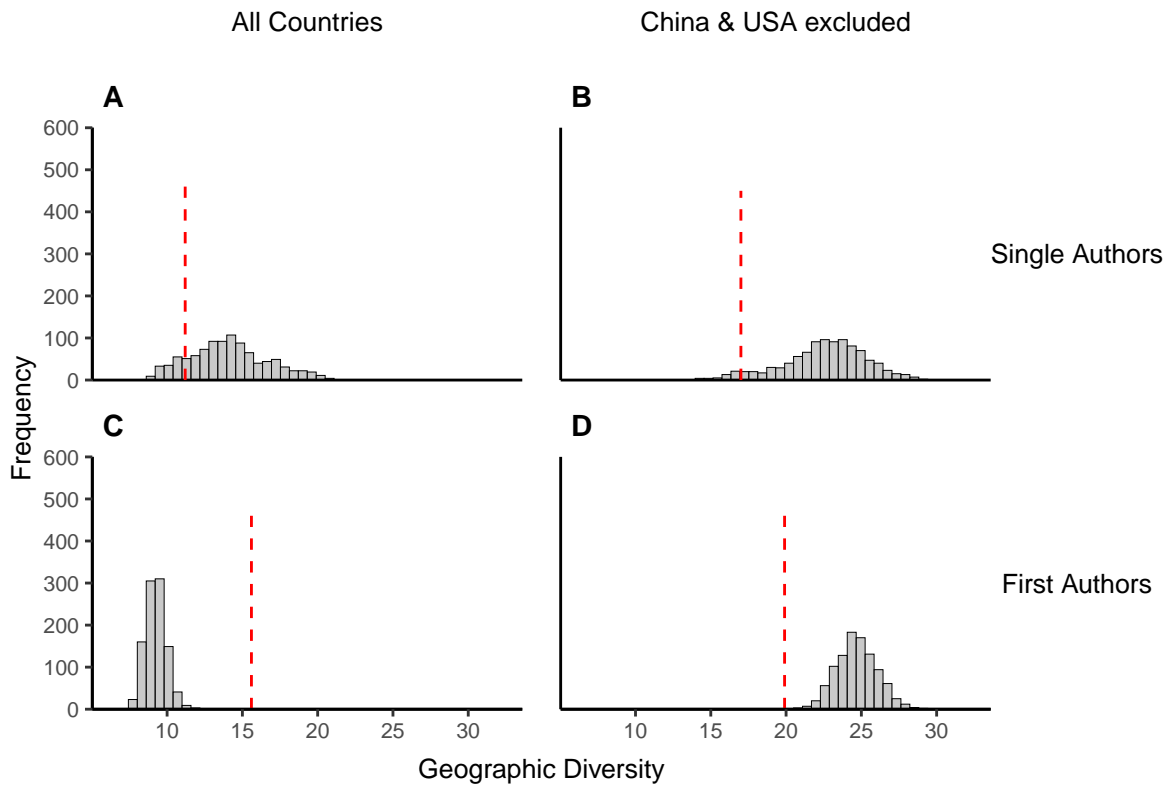 All Countries
China & USA excluded
A
B
600
500
400
300
200
100
0
Single Authors
Frequency
C
D
600
500
400
300
200
100
0
First Authors
10 15 20 25 30
10 15 20 25 30
Geographic Diversity